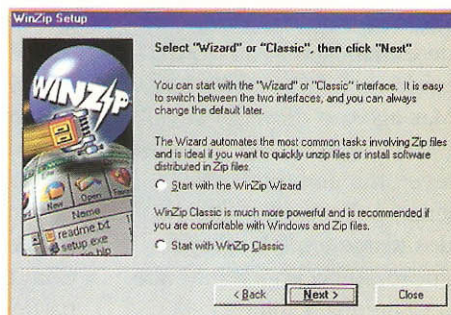 WinZip Setup
Select "Wizard" or "Classic", then click "Next"
You can start with the "Wizard" or "Classic" interface. It is easy
to switch between the two interfaces, and you can always
change the default later.
The Wizard automates the most common tasks involving Zip files
and is ideal if you want to quickly unzip files or install software
distributed in Zip files.
Start with the WinZip Wizard
WinZip Classic is much more powerful and is recommended if
you are comfortable with Windows and Zip files.
Start with WinZip Classic
< Back
Next >
Close
WINZIP
New
Open
Name
readme.txt
setup.exe